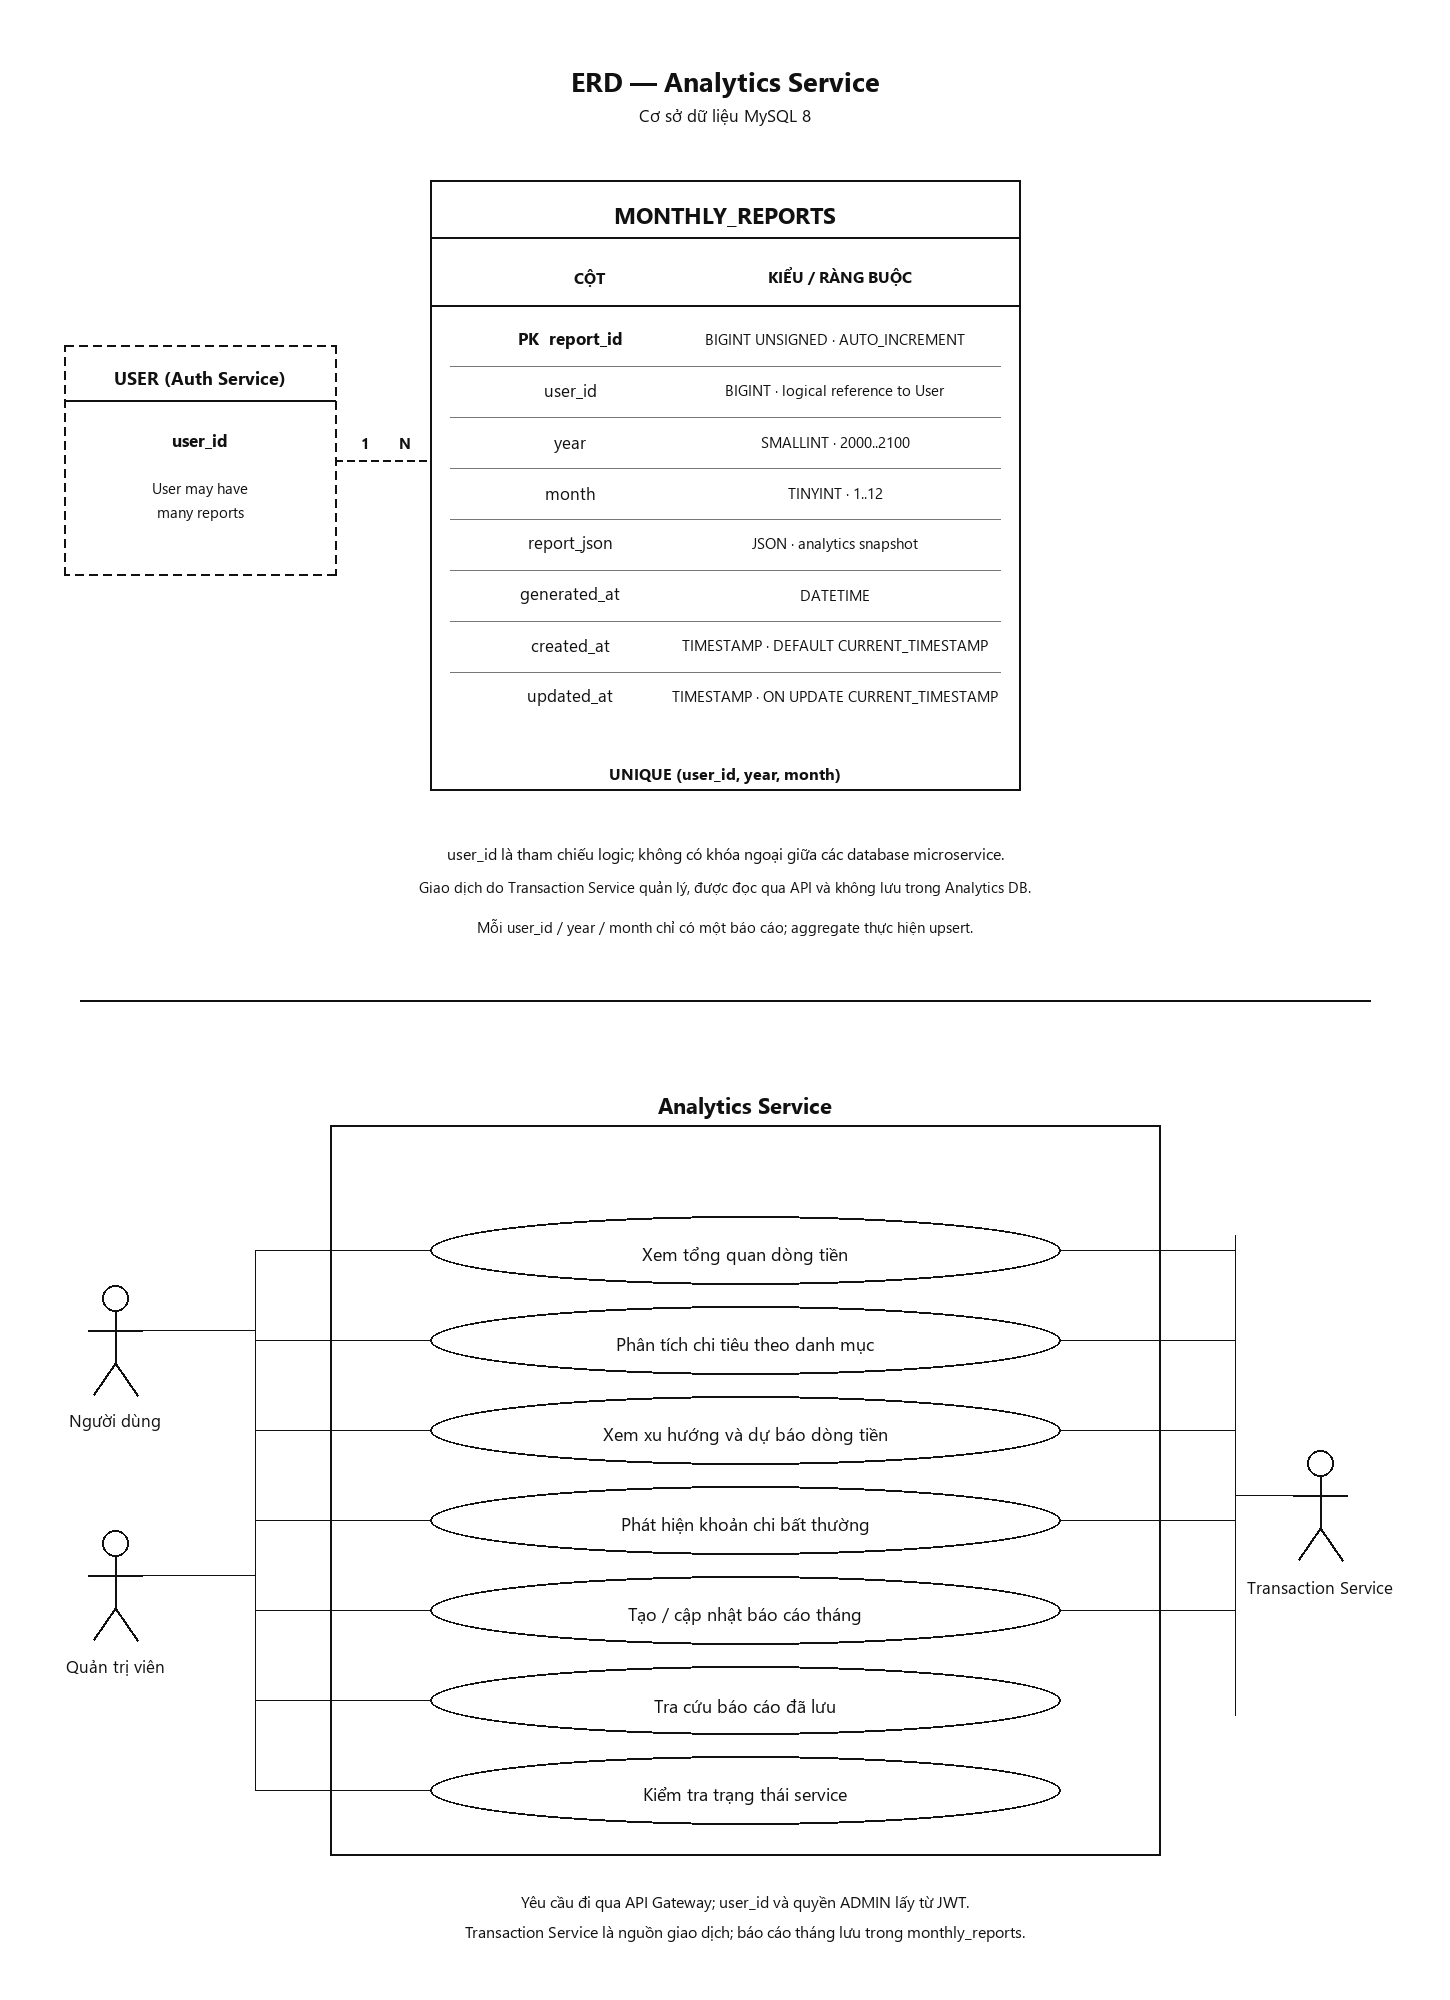 ERD — Analytics Service
Cơ sở dữ liệu MySQL 8
MONTHLY_REPORTS
CỘT KIỂU / RÀNG BUỘC
PK report_id BIGINT UNSIGNED · AUTO_INCREMENT
user_id BIGINT · logical reference to User
year SMALLINT · 2000..2100
month TINYINT · 1..12
report_json JSON · analytics snapshot
generated_at DATETIME
created_at TIMESTAMP · DEFAULT CURRENT_TIMESTAMP
updated_at TIMESTAMP · ON UPDATE CURRENT_TIMESTAMP
UNIQUE (user_id, year, month)
USER (Auth Service)
user_id
User may have
many reports
1 N
user_id là tham chiếu logic; không có khóa ngoại giữa các database microservice.
Giao dịch do Transaction Service quản lý, được đọc qua API và không lưu trong Analytics DB.
Mỗi user_id / year / month chỉ có một báo cáo; aggregate thực hiện upsert.
Analytics Service
Xem tổng quan dòng tiền
Phân tích chi tiêu theo danh mục
Xem xu hướng và dự báo dòng tiền
Phát hiện khoản chi bất thường
Tạo / cập nhật báo cáo tháng
Tra cứu báo cáo đã lưu
Kiểm tra trạng thái service
Người dùng
Quản trị viên
Transaction Service
Yêu cầu đi qua API Gateway; user_id và quyền ADMIN lấy từ JWT.
Transaction Service là nguồn giao dịch; báo cáo tháng lưu trong monthly_reports.